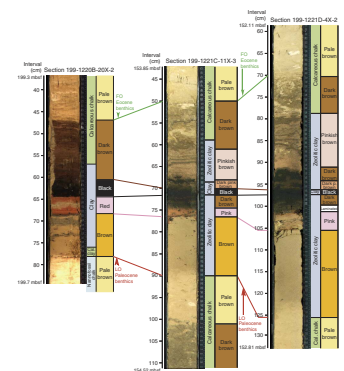 Interval
(cm)
Section 199-1220B-20X-2
199.3 mbsf
40
45
50
55
60
65
70
75
80
199.7 mbsf
Calcareous chalk
Clay
Cal.
clay
chalk
Pale
brown
Dark
brown
Black
Red
Brown
Pale
brown
FO
Eocene
benthics
LO
Paleocene
benthics
Interval
(cm)
Section 199-1221C-11X-3
45
50
55
60
65
70
75
80
85
90
95
100
105
110
Calcareous chalk
Zeolitic clay
Clay
Zeolitic clay
Calcareous chalk
Pale
brown
Dark
brown
Pinkish
brown
Black
Dark
brown
Pink
Brown
Pale
brown
Dark
brown
FO
Eocene
benthics
LO
Paleocene
benthics
Interval
(cm)
Section 199-1221D-4X-2
152.11 mbsf
60
65
70
75
80
85
90
95
100
105
110
115
120
125
130
152.81 mbsf
Calcareous chalk
Zeolitic clay
Zeolitic clay
Cal. clay
Pale
brown
Dark
brown
Pinkish
brown
Dark
brown
Black
Pink
Brown
Pale
brown